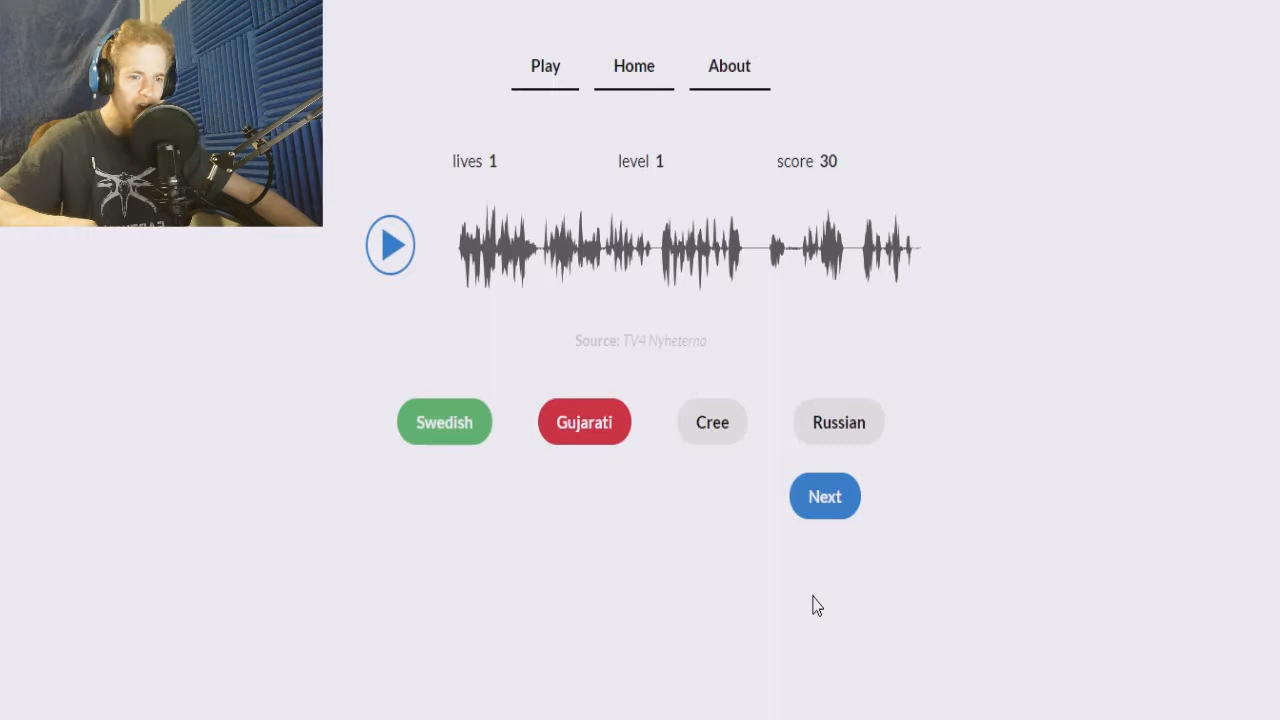 Play Home About
lives 1 level 1 score 30
Source: TV4 Nyheterna
Swedish Gujarati Cree Russian
Next